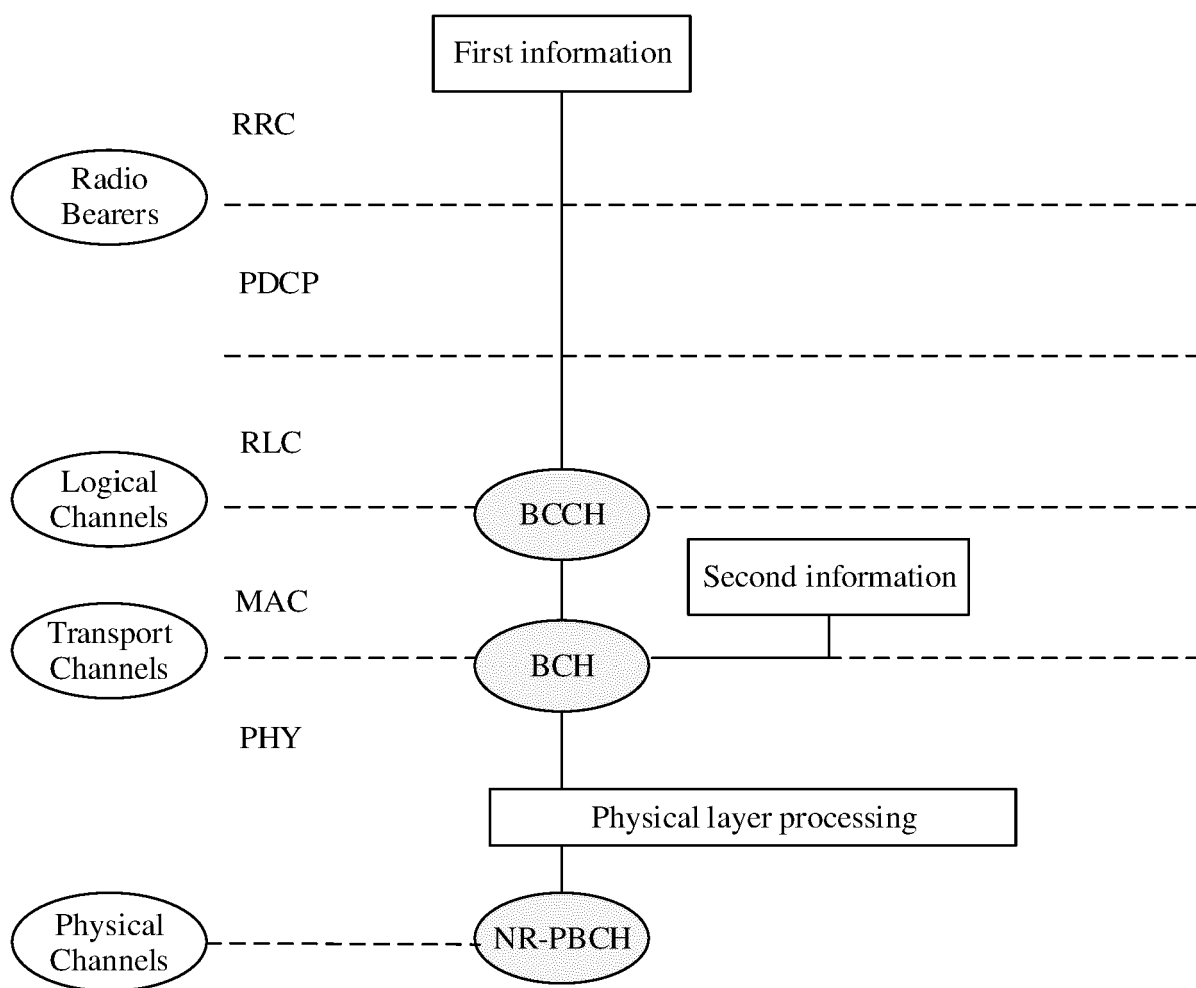 First information
RRC
Radio
Bearers
PDCP
RLC
Logical
Channels
BCCH
Second information
MAC
Transport
Channels
BCH
PHY
Physical layer processing
Physical
Channels
NR-PBCH